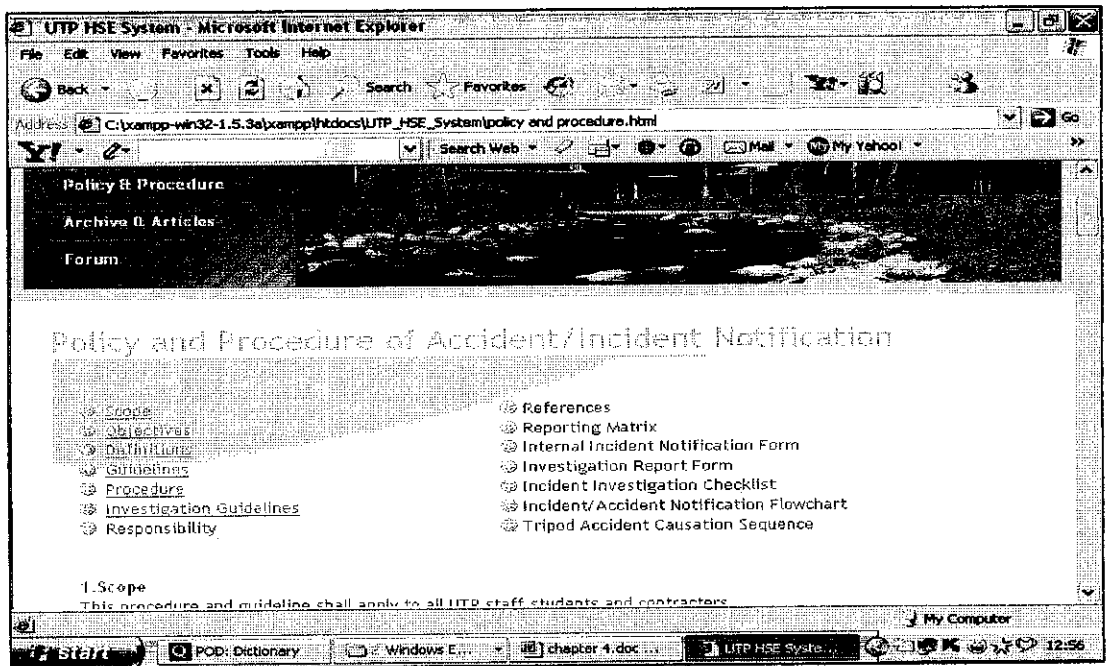 UTP HSE System - Microsoft Internet Explorer
File Edit View Favorites Tools Help
Back Search Favorites
Address C:\xampp-win32-1.5.3a\xampp\htdocs\UTP_HSE_System\policy and procedure.html Go
Y! Search Web Mail My Yahoo! >>
Policy & Procedure
Archive & Articles
Forum
Policy and Procedure of Accident/Incident Notification
Scope
Objectives
Definitions
Guidelines
Procedure
Investigation Guidelines
Responsibility
References
Reporting Matrix
Internal Incident Notification Form
Investigation Report Form
Incident Investigation Checklist
Incident/Accident Notification Flowchart
Tripod Accident Causation Sequence
1.Scope
This procedure and guideline shall apply to all UTP staff students and contracters
My Computer
start POD: Dictionary Windows E... chapter 4.doc ... UTP HSE Syste... 12:56